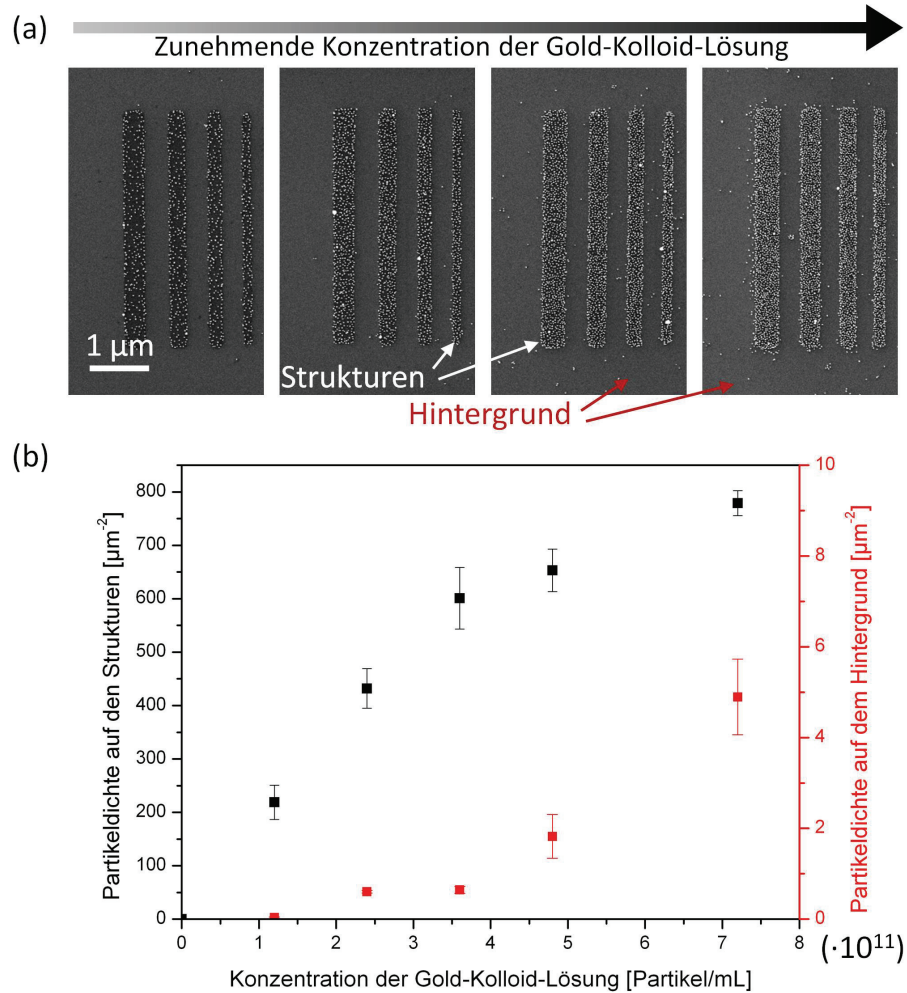 (a)
Zunehmende Konzentration der Gold-Kolloid-Lösung
1 µm
Strukturen
Hintergrund
(b)
Partikeldichte auf den Strukturen [µm⁻²]
800
700
600
500
400
300
200
100
0
10
8
6
4
2
0
Partikeldichte auf dem Hintergrund [µm⁻²]
0 1 2 3 4 5 6 7 8 (·10¹¹)
Konzentration der Gold-Kolloid-Lösung [Partikel/mL]